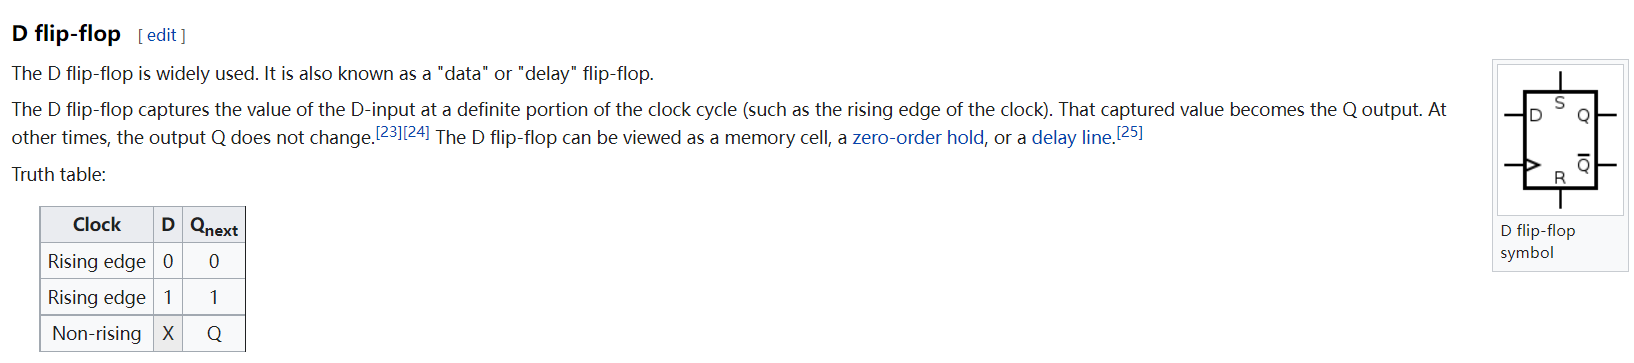 D flip-flop [ edit ]
The D flip-flop is widely used. It is also known as a "data" or "delay" flip-flop.
The D flip-flop captures the value of the D-input at a definite portion of the clock cycle (such as the rising edge of the clock). That captured value becomes the Q output. At
other times, the output Q does not change.[23][24] The D flip-flop can be viewed as a memory cell, a zero-order hold, or a delay line.[25]
Truth table:
Clock D Qnext
Rising edge 0 0
Rising edge 1 1
Non-rising X Q
S
D Q
Q̅
R
D flip-flop
symbol